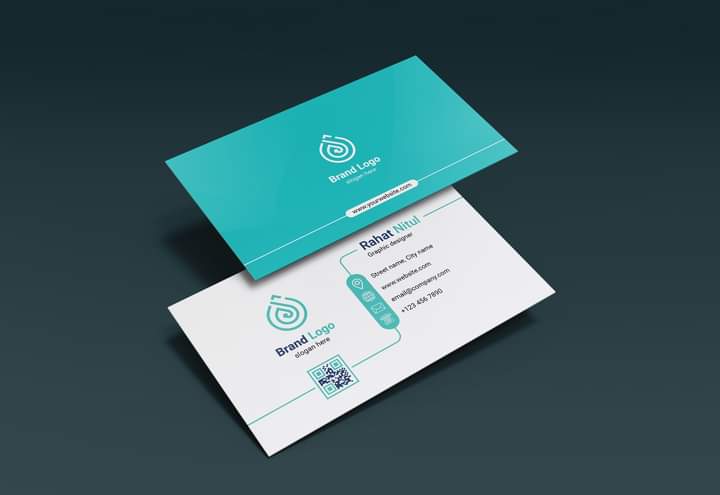 Brand Logo
slogan here
www.yourwebsite.com
Rahat Nitul
Graphic designer
Street name, City name
www.website.com
email@company.com
+123 456 7890
Brand Logo
slogan here